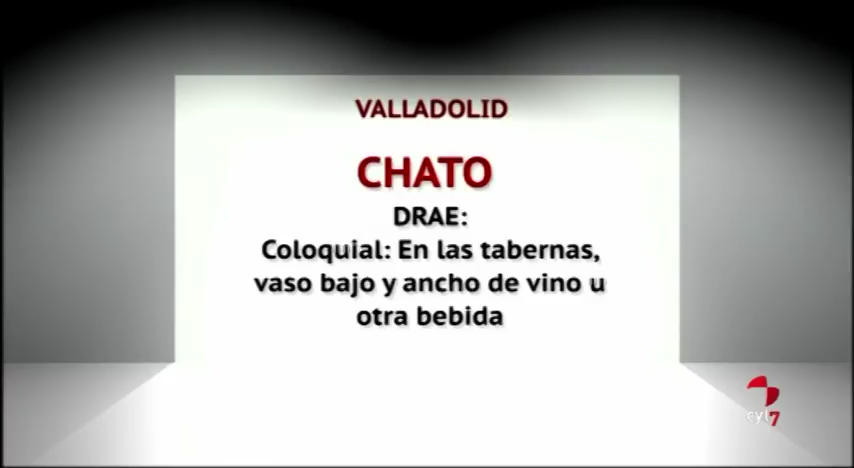 VALLADOLID
CHATO
DRAE:
Coloquial: En las tabernas,
vaso bajo y ancho de vino u
otra bebida
cyl7